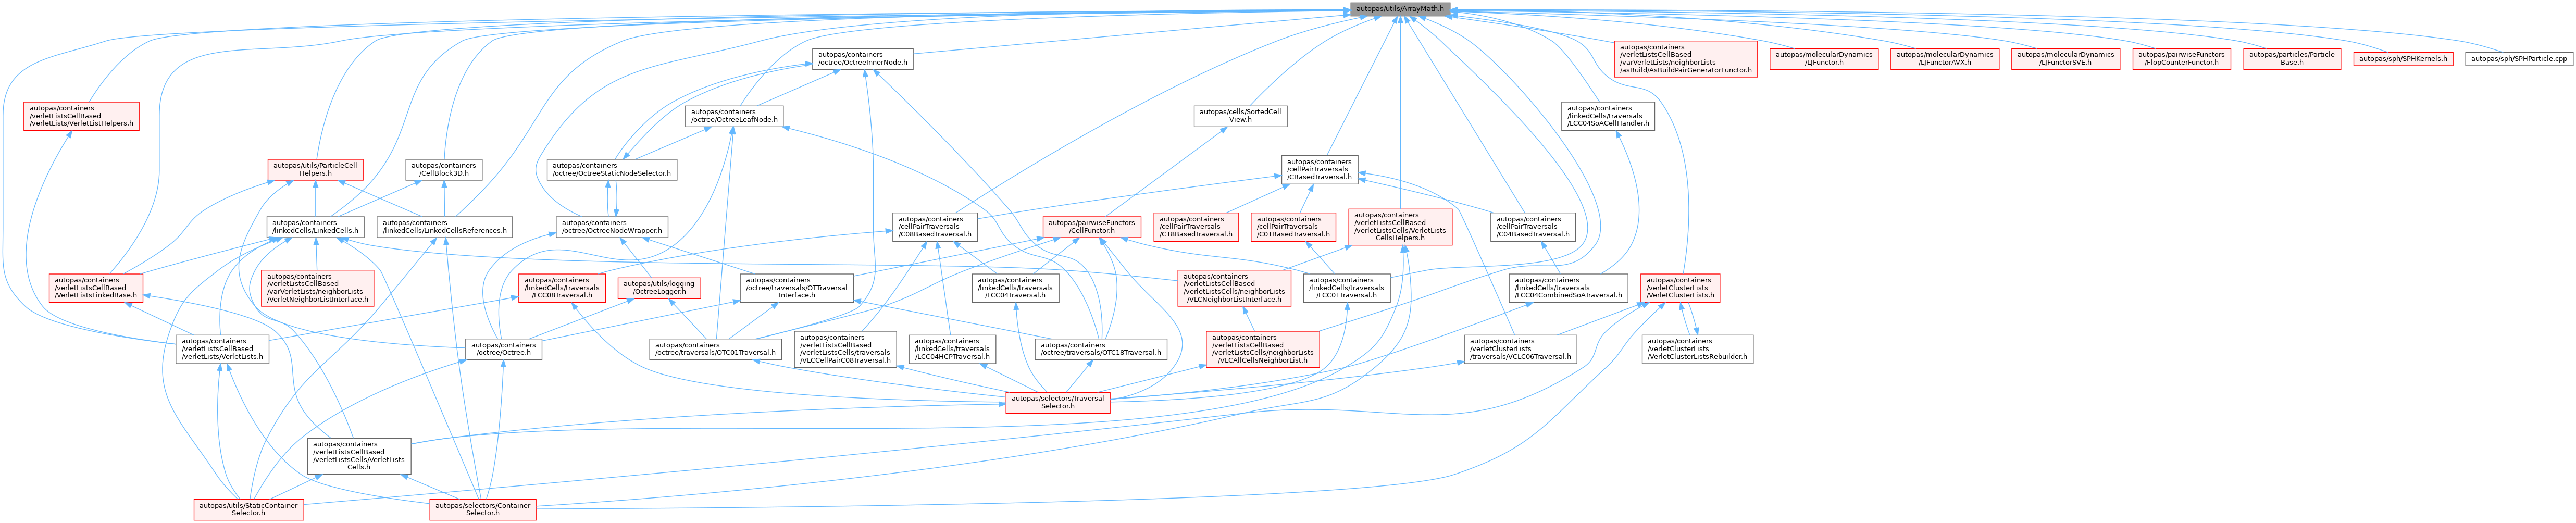 autopas/utils/ArrayMath.h
autopas/containers
/octree/OctreeInnerNode.h
autopas/containers
/verletListsCellBased
/varVerletLists/neighborLists
/asBuild/AsBuildPairGeneratorFunctor.h
autopas/molecularDynamics
/LJFunctor.h
autopas/molecularDynamics
/LJFunctorAVX.h
autopas/molecularDynamics
/LJFunctorSVE.h
autopas/pairwiseFunctors
/FlopCounterFunctor.h
autopas/particles/Particle
Base.h
autopas/sph/SPHKernels.h
autopas/sph/SPHParticle.cpp
autopas/containers
/verletListsCellBased
/verletLists/VerletListHelpers.h
autopas/containers
/octree/OctreeLeafNode.h
autopas/cells/SortedCell
View.h
autopas/containers
/linkedCells/traversals
/LCC04SoACellHandler.h
autopas/utils/ParticleCell
Helpers.h
autopas/containers
/CellBlock3D.h
autopas/containers
/octree/OctreeStaticNodeSelector.h
autopas/containers
/cellPairTraversals
/CBasedTraversal.h
autopas/containers
/linkedCells/LinkedCells.h
autopas/containers
/linkedCells/LinkedCellsReferences.h
autopas/containers
/octree/OctreeNodeWrapper.h
autopas/containers
/cellPairTraversals
/C08BasedTraversal.h
autopas/pairwiseFunctors
/CellFunctor.h
autopas/containers
/cellPairTraversals
/C18BasedTraversal.h
autopas/containers
/cellPairTraversals
/C01BasedTraversal.h
autopas/containers
/verletListsCellBased
/verletListsCells/VerletLists
CellsHelpers.h
autopas/containers
/cellPairTraversals
/C04BasedTraversal.h
autopas/containers
/verletListsCellBased
/VerletListsLinkedBase.h
autopas/containers
/verletListsCellBased
/varVerletLists/neighborLists
/VerletNeighborListInterface.h
autopas/containers
/linkedCells/traversals
/LCC08Traversal.h
autopas/utils/logging
/OctreeLogger.h
autopas/containers
/octree/traversals/OTTraversal
Interface.h
autopas/containers
/linkedCells/traversals
/LCC04Traversal.h
autopas/containers
/verletListsCellBased
/verletListsCells/neighborLists
/VLCNeighborListInterface.h
autopas/containers
/linkedCells/traversals
/LCC01Traversal.h
autopas/containers
/linkedCells/traversals
/LCC04CombinedSoATraversal.h
autopas/containers
/verletClusterLists
/VerletClusterLists.h
autopas/containers
/verletListsCellBased
/verletLists/VerletLists.h
autopas/containers
/octree/Octree.h
autopas/containers
/octree/traversals/OTC01Traversal.h
autopas/containers
/verletListsCellBased
/verletListsCells/traversals
/VLCCellPairC08Traversal.h
autopas/containers
/linkedCells/traversals
/LCC04HCPTraversal.h
autopas/containers
/octree/traversals/OTC18Traversal.h
autopas/containers
/verletListsCellBased
/verletListsCells/neighborLists
/VLCAllCellsNeighborList.h
autopas/containers
/verletClusterLists
/traversals/VCLC06Traversal.h
autopas/containers
/verletClusterLists
/VerletClusterListsRebuilder.h
autopas/selectors/Traversal
Selector.h
autopas/containers
/verletListsCellBased
/verletListsCells/VerletLists
Cells.h
autopas/utils/StaticContainer
Selector.h
autopas/selectors/Container
Selector.h